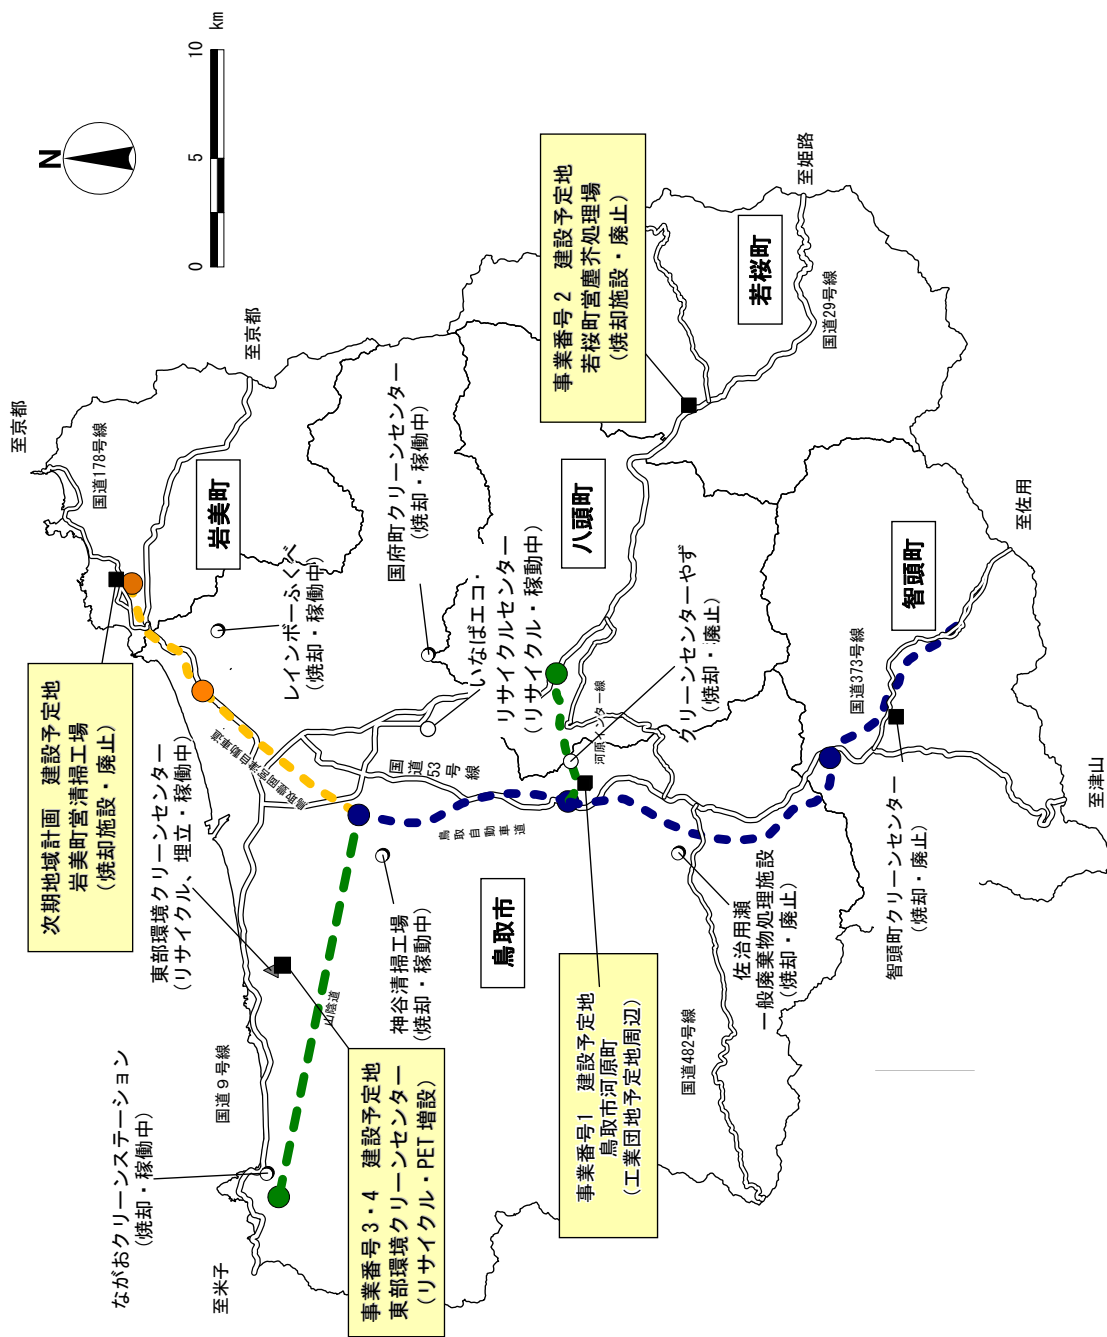 N
0
5
10
km
至京都
国道178号線
至京都
岩美町
次期地域計画 建設予定地
岩美町営清掃工場
(焼却施設・廃止)
レインボーふくべ
(焼却・稼働中)
国府町クリーンセンター
(焼却・稼働中)
いなばエコ・
リサイクルセンター
(リサイクル・稼動中)
東部環境クリーンセンター
(リサイクル、埋立・稼働中)
鳥取豊岡宮津自動車道
国道
53
号
線
ながおクリーンステーション
(焼却・稼働中)
国道9号線
至米子
山陰道
事業番号3・4 建設予定地
東部環境クリーンセンター
(リサイクル・PET増設)
神谷清掃工場
(焼却・稼働中)
鳥取自動車道
鳥取市
八頭町
河原インター線
クリーンセンターやず
(焼却・廃止)
事業番号2 建設予定地
若桜町営塵芥処理場
(焼却施設・廃止)
若桜町
至姫路
国道29号線
事業番号1 建設予定地
鳥取市河原町
(工業団地予定地周辺)
国道482号線
佐治用瀬
一般廃棄物処理施設
(焼却・廃止)
国道373号線
智頭町
至佐用
智頭町クリーンセンター
(焼却・廃止)
至津山